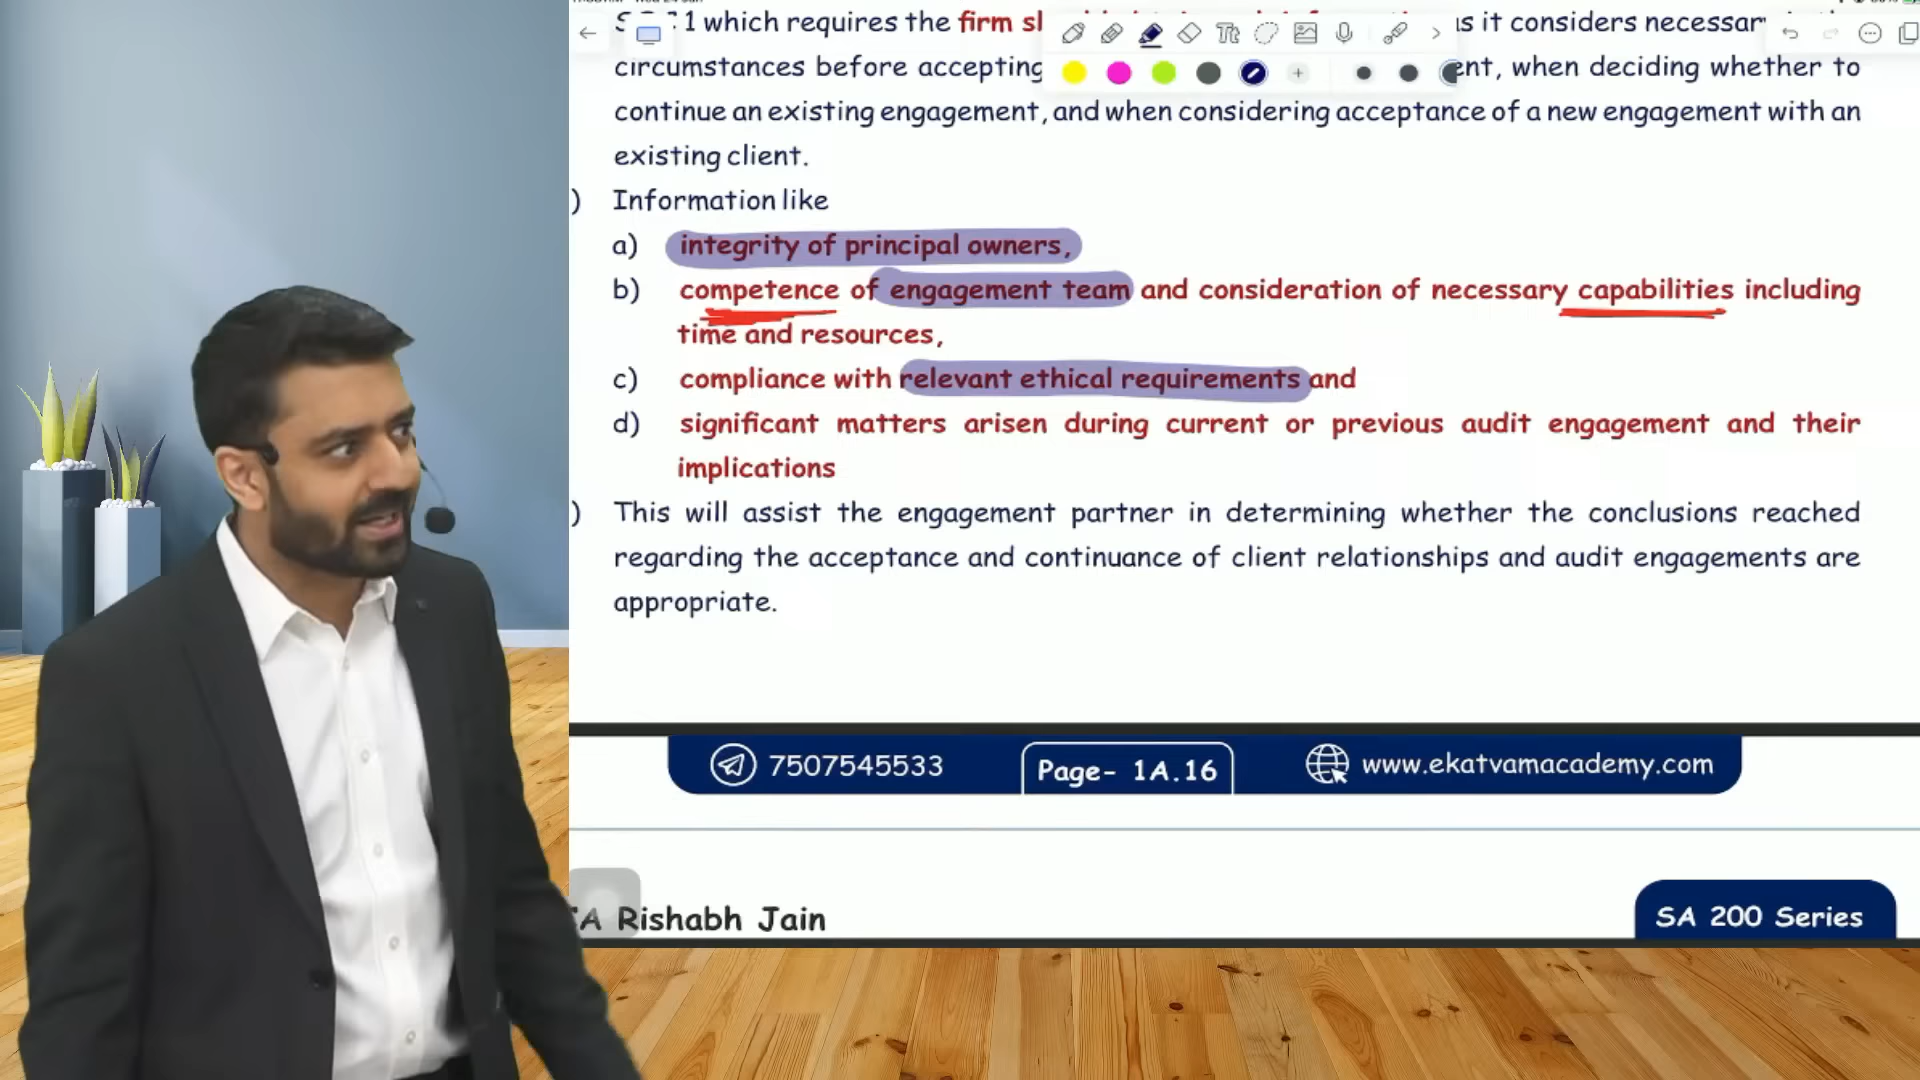 1 which requires the firm as it considers necessary
circumstances before accepting ent, when deciding whether to
continue an existing engagement, and when considering acceptance of a new engagement with an
existing client.
) Information like
a) integrity of principal owners,
b) competence of engagement team and consideration of necessary capabilities including
time and resources,
c) compliance with relevant ethical requirements and
d) significant matters arisen during current or previous audit engagement and their
implications
) This will assist the engagement partner in determining whether the conclusions reached
regarding the acceptance and continuance of client relationships and audit engagements are
appropriate.
7507545533 Page- 1A.16 www.ekatvamacademy.com
A Rishabh Jain SA 200 Series